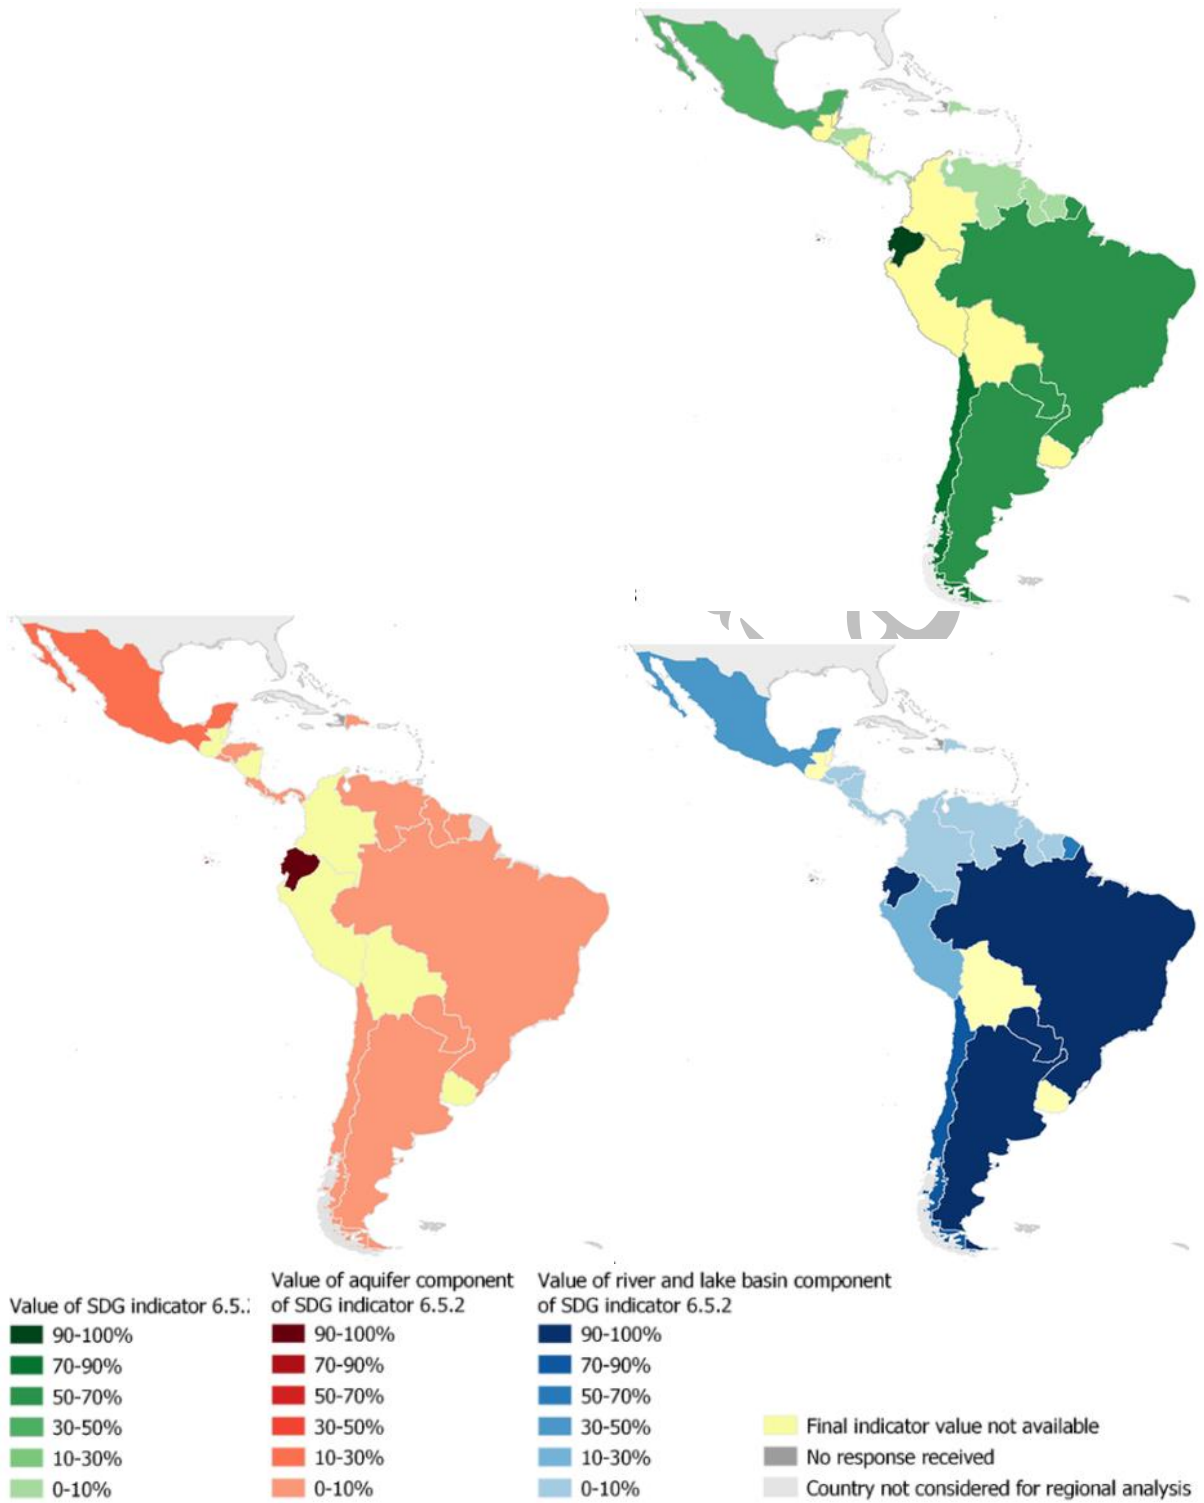 Value of SDG indicator 6.5.
90-100%
70-90%
50-70%
30-50%
10-30%
0-10%
Value of aquifer component
of SDG indicator 6.5.2
90-100%
70-90%
50-70%
30-50%
10-30%
0-10%
Value of river and lake basin component
of SDG indicator 6.5.2
90-100%
70-90%
50-70%
30-50%
10-30%
0-10%
Final indicator value not available
No response received
Country not considered for regional analysis